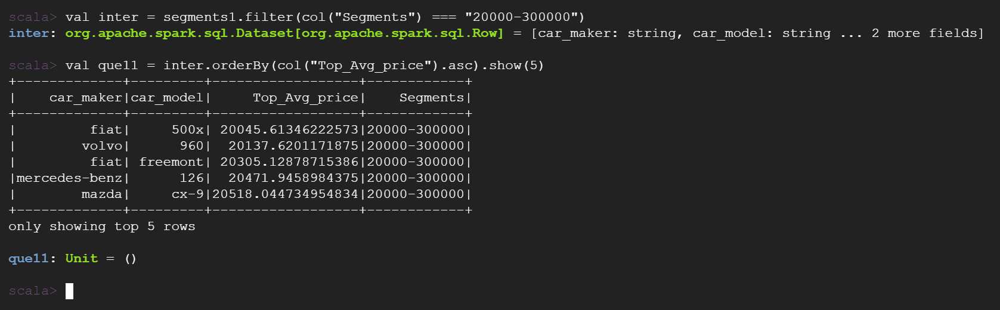 scala> val inter = segments1.filter(col("Segments") === "20000-300000")
inter: org.apache.spark.sql.Dataset[org.apache.spark.sql.Row] = [car_maker: string, car_model: string ... 2 more fields]

scala> val que11 = inter.orderBy(col("Top_Avg_price").asc).show(5)
+-------------+---------+------------------+------------+
|    car_maker|car_model|     Top_Avg_price|    Segments|
+-------------+---------+------------------+------------+
|         fiat|     500x| 20045.61346222573|20000-300000|
|        volvo|      960|  20137.6201171875|20000-300000|
|         fiat| freemont| 20305.12878715386|20000-300000|
|mercedes-benz|      126|  20471.9458984375|20000-300000|
|        mazda|     cx-9|20518.044734954834|20000-300000|
+-------------+---------+------------------+------------+
only showing top 5 rows

que11: Unit = ()

scala>